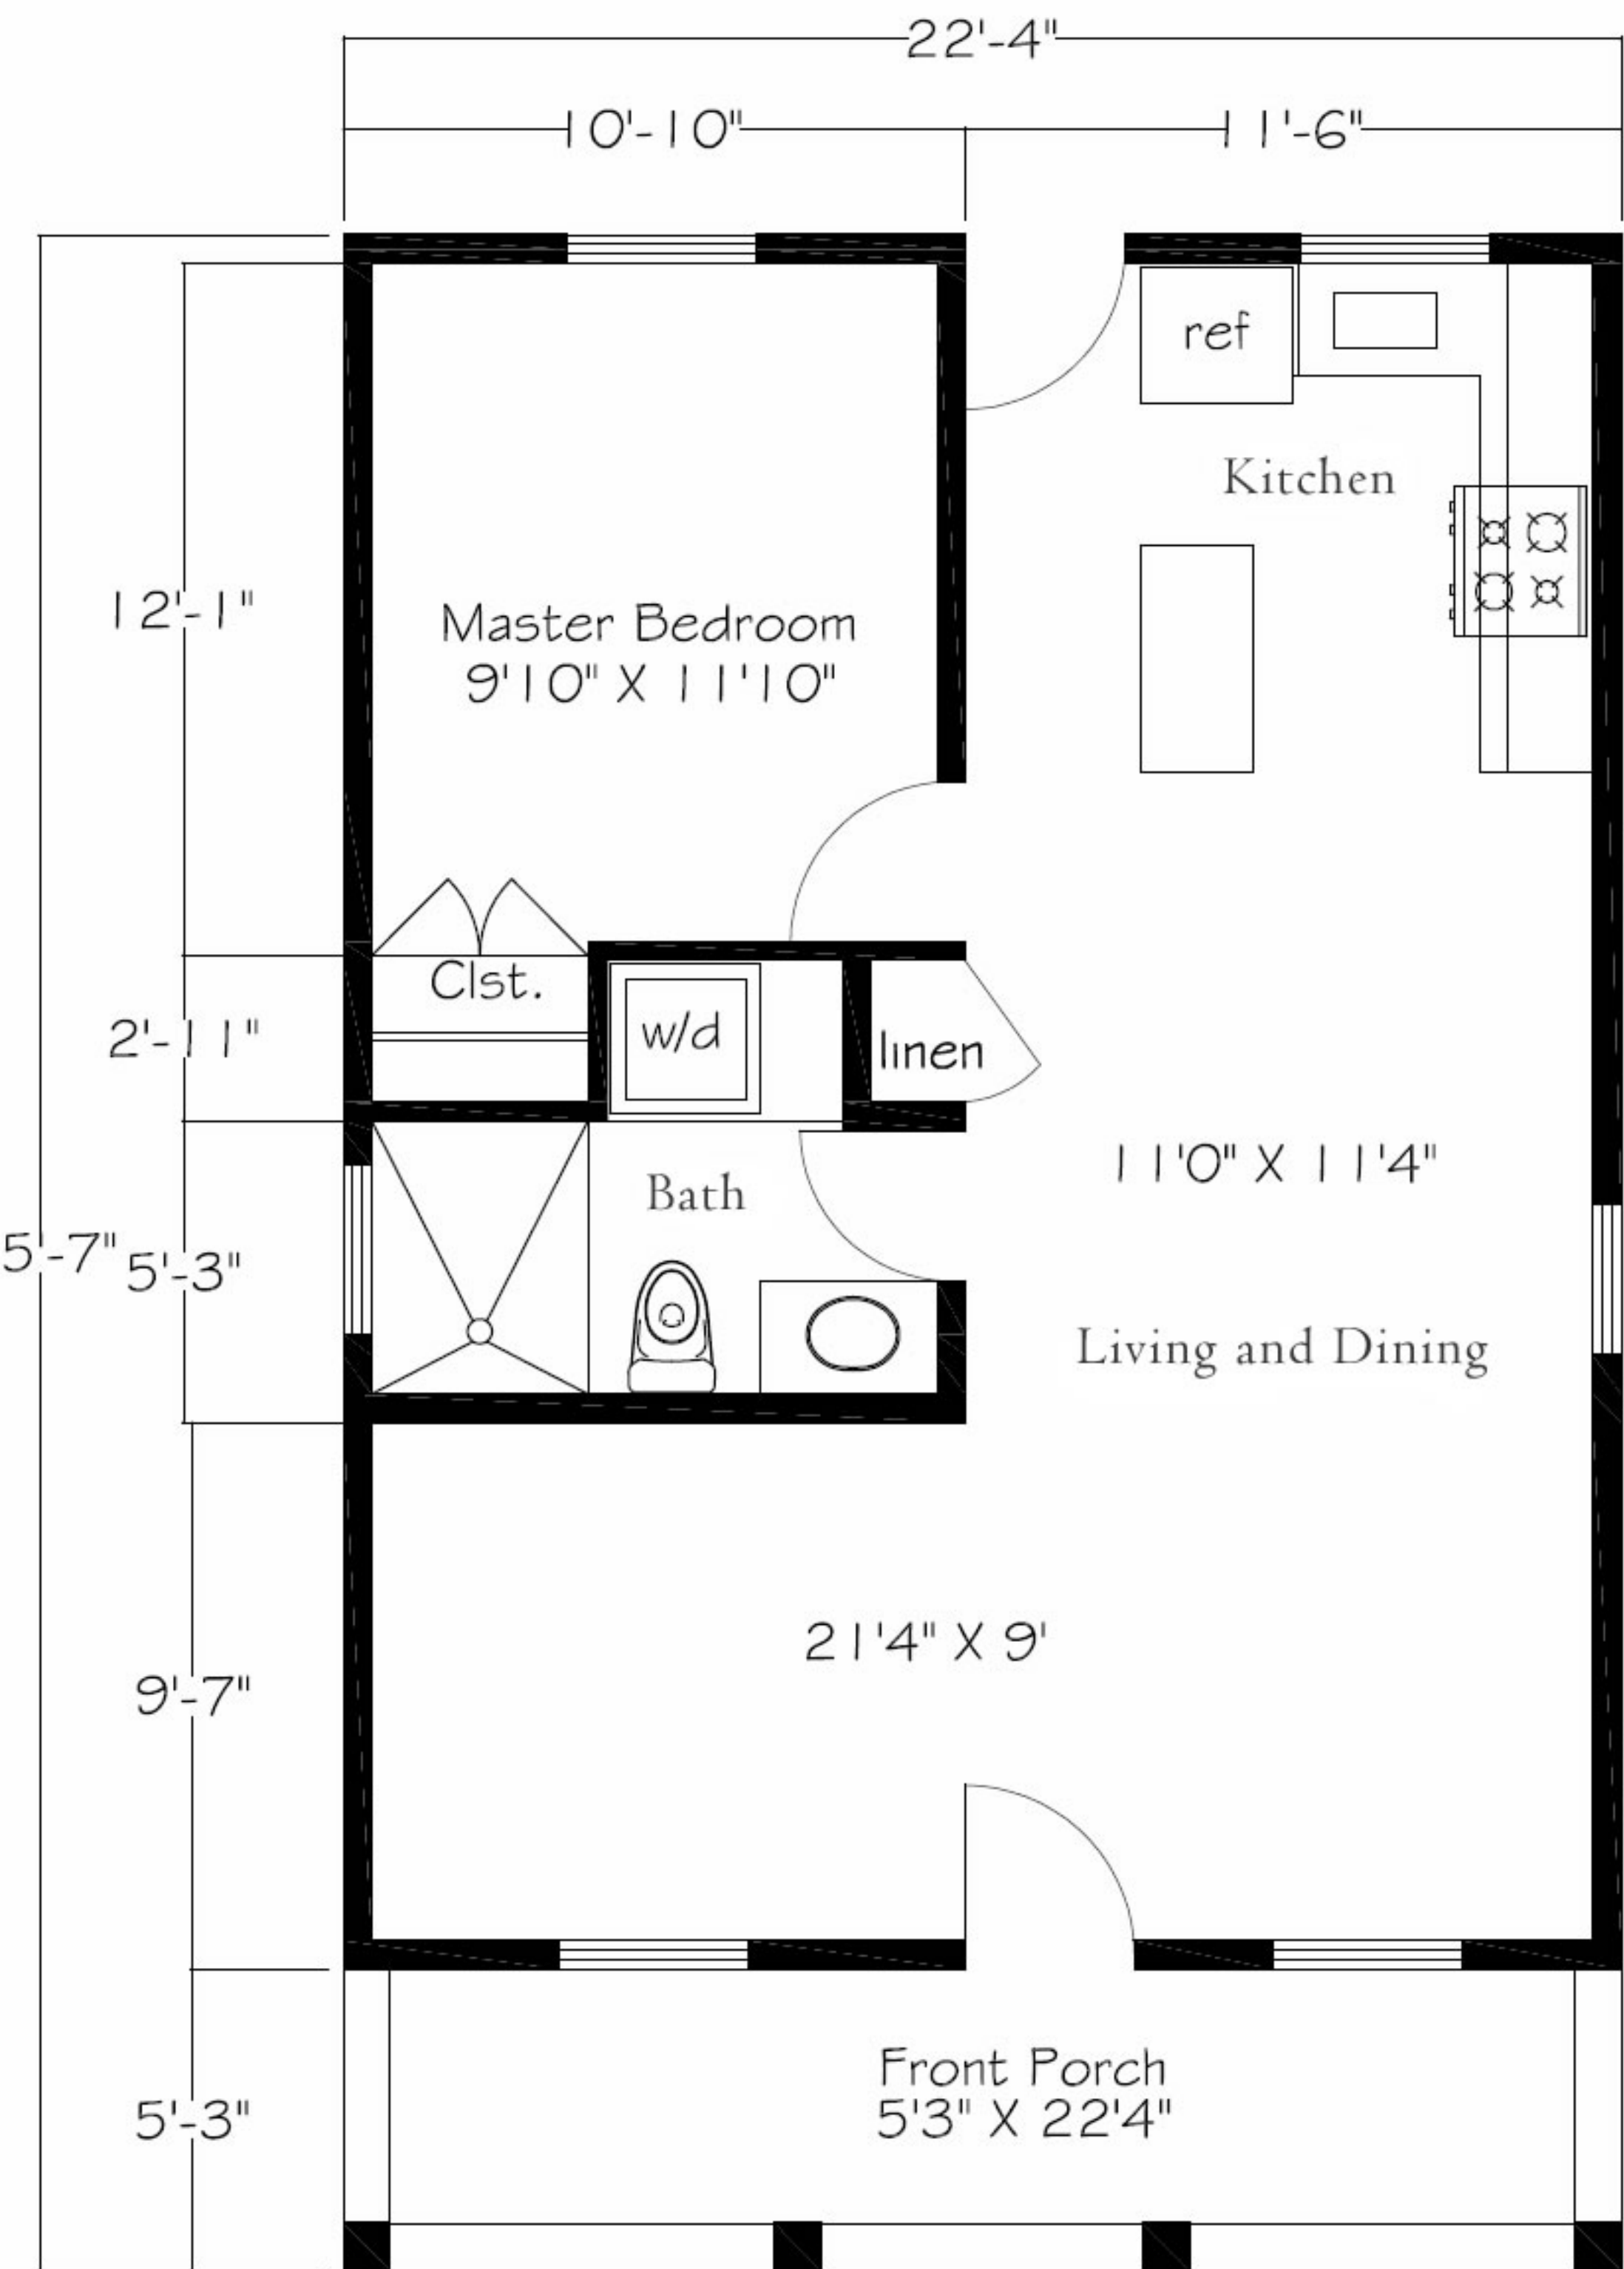 22'-4"
10'-10"
11'-6"
ref
Kitchen
12'-1"
Master Bedroom
9'10" X 11'10"
Clst.
w/d
linen
2'-11"
11'0" X 11'4"
Bath
5'-7"
5'-3"
Living and Dining
21'4" X 9'
9'-7"
Front Porch
5'3" X 22'4"
5'-3"